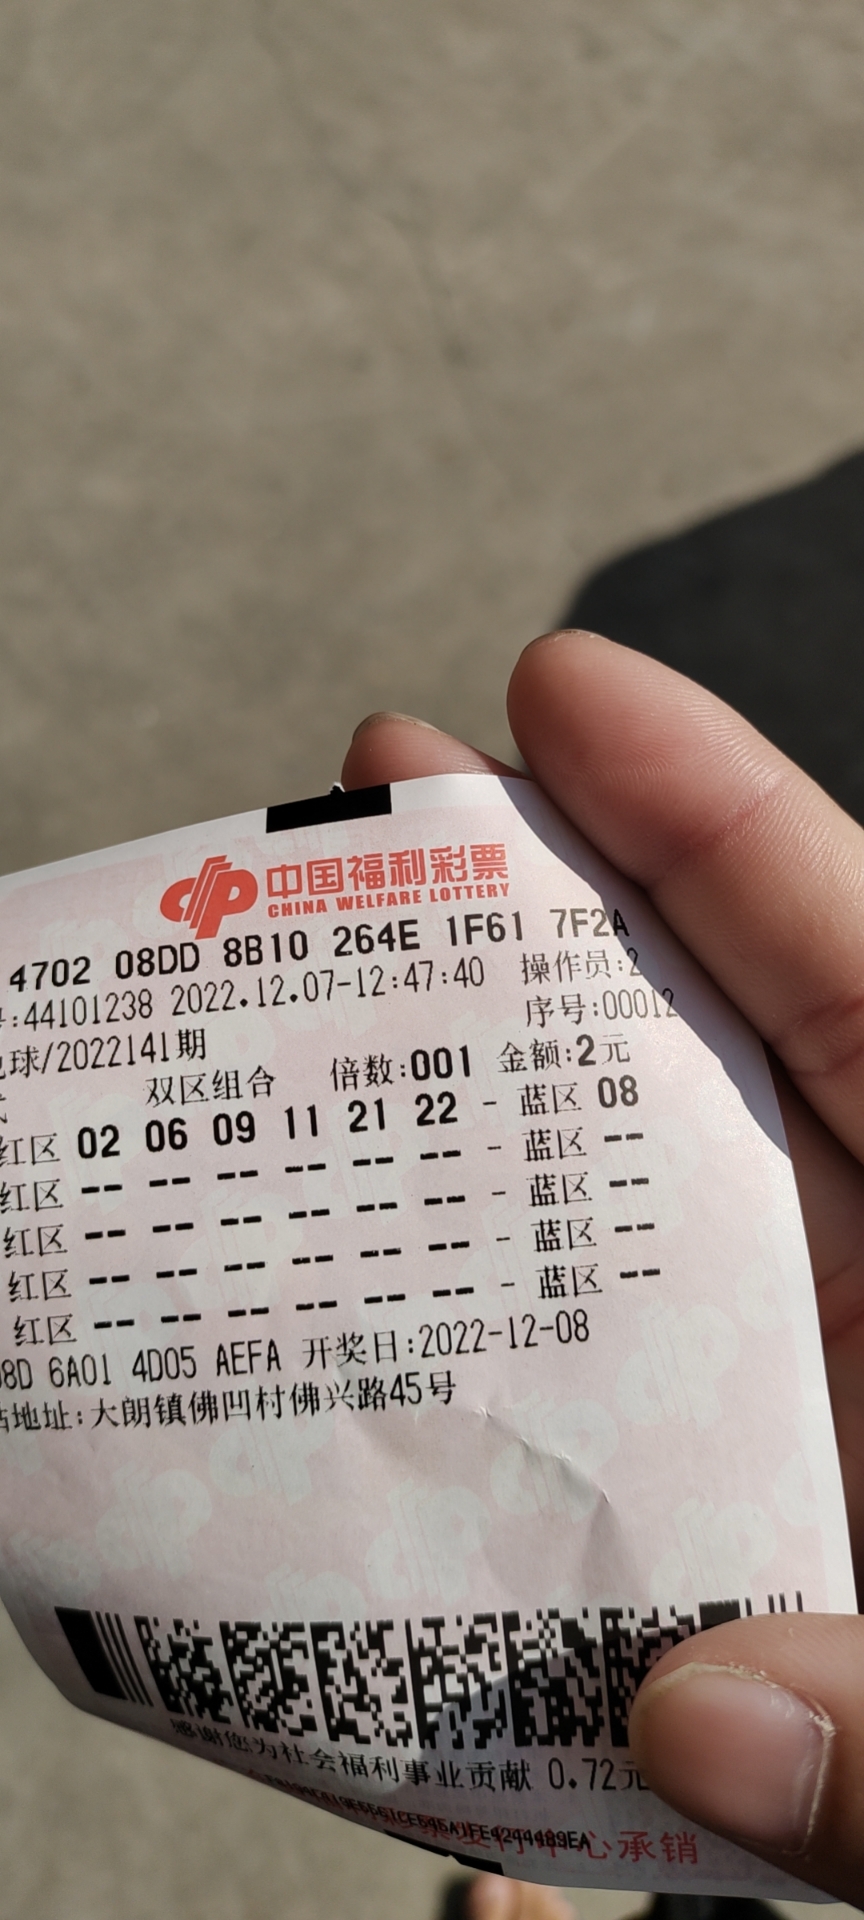 中国福利彩票
CHINA WELFARE LOTTERY
4702 08DD 8B10 264E 1F61 7F2A
:44101238 2022.12.07-12:47:40 操作员:2
序号:00012
球/2022141期
双区组合 倍数:001 金额:2元
红区 02 06 09 11 21 22 - 蓝区 08
红区 -- -- -- -- -- -- - 蓝区 --
红区 -- -- -- -- -- -- - 蓝区 --
红区 -- -- -- -- -- -- - 蓝区 --
红区 -- -- -- -- -- -- - 蓝区 --
8D 6A01 4D05 AEFA 开奖日:2022-12-08
地址:大朗镇佛凹村佛兴路45号
感谢您为社会福利事业贡献 0.72元
中心承销